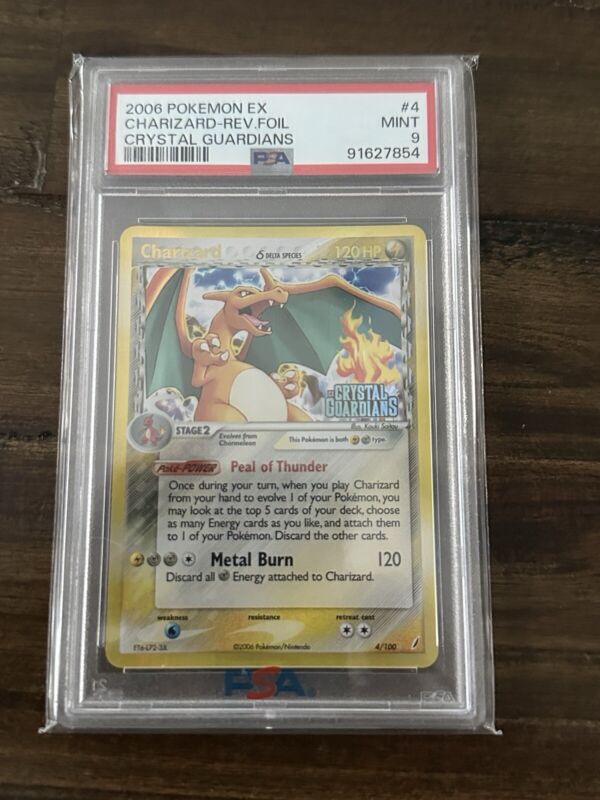 2006 POKEMON EX #4
CHARIZARD-REV.FOIL MINT
CRYSTAL GUARDIANS 9
PSA 91627854
Charizard δ DELTA SPECIES 120 HP
EX
CRYSTAL
GUARDIANS
Illus. Kouki Saitou
STAGE 2 Evolves from
Charmeleon
This Pokémon is both type.
Poké-POWER Peal of Thunder
Once during your turn, when you play Charizard
from your hand to evolve 1 of your Pokémon, you
may look at the top 5 cards of your deck, choose
as many Energy cards as you like, and attach them
to 1 of your Pokémon. Discard the other cards.
Metal Burn 120
Discard all Energy attached to Charizard.
weakness resistance retreat cost
©2006 Pokémon/Nintendo 4/100
PSA